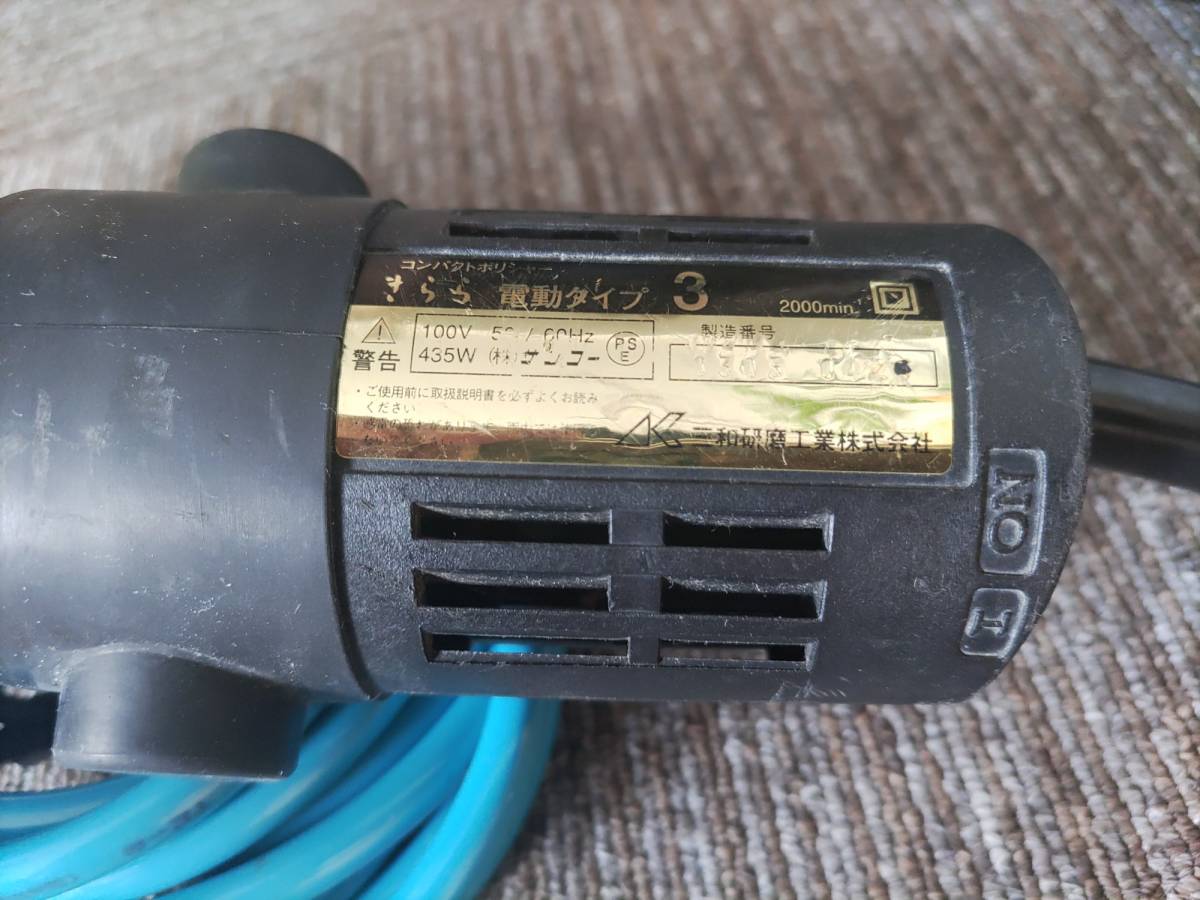 コンパクトポリシャー
きらら 電動タイプ 3
2000min
警告
100V 50/60Hz
435W (株)サンコー
PS
E
製造番号
・ご使用前に取扱説明書を必ずよくお読み
ください
三和研磨工業株式会社
ON
I